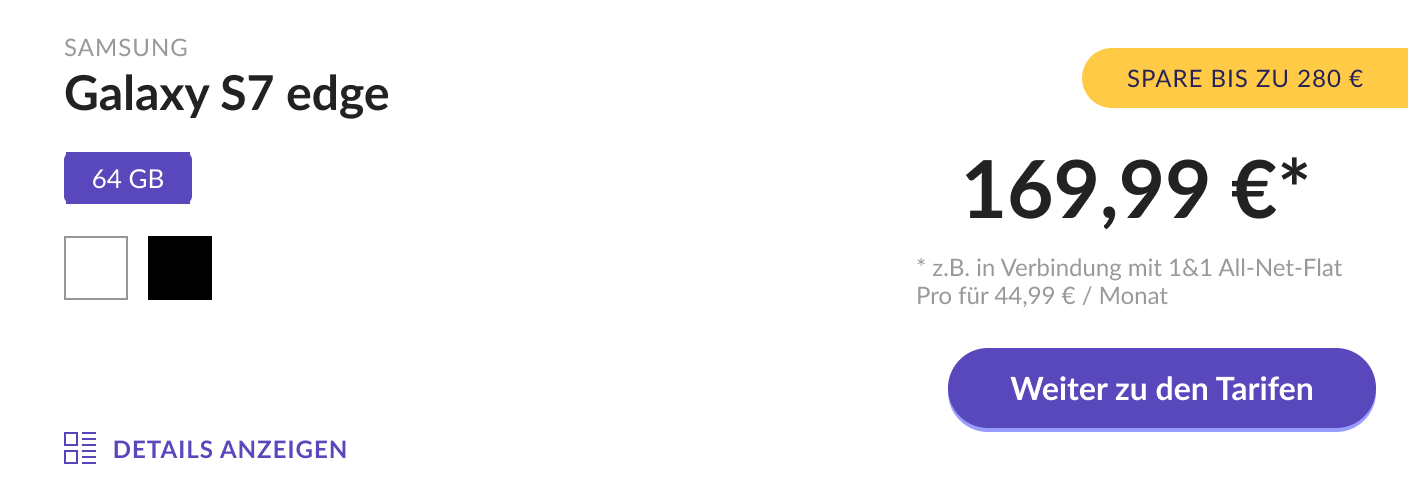 SAMSUNG
Galaxy S7 edge
64 GB
DETAILS ANZEIGEN
SPARE BIS ZU 280 €
169,99 €*
* z.B. in Verbindung mit 1&1 All-Net-Flat
Pro für 44,99 € / Monat
Weiter zu den Tarifen